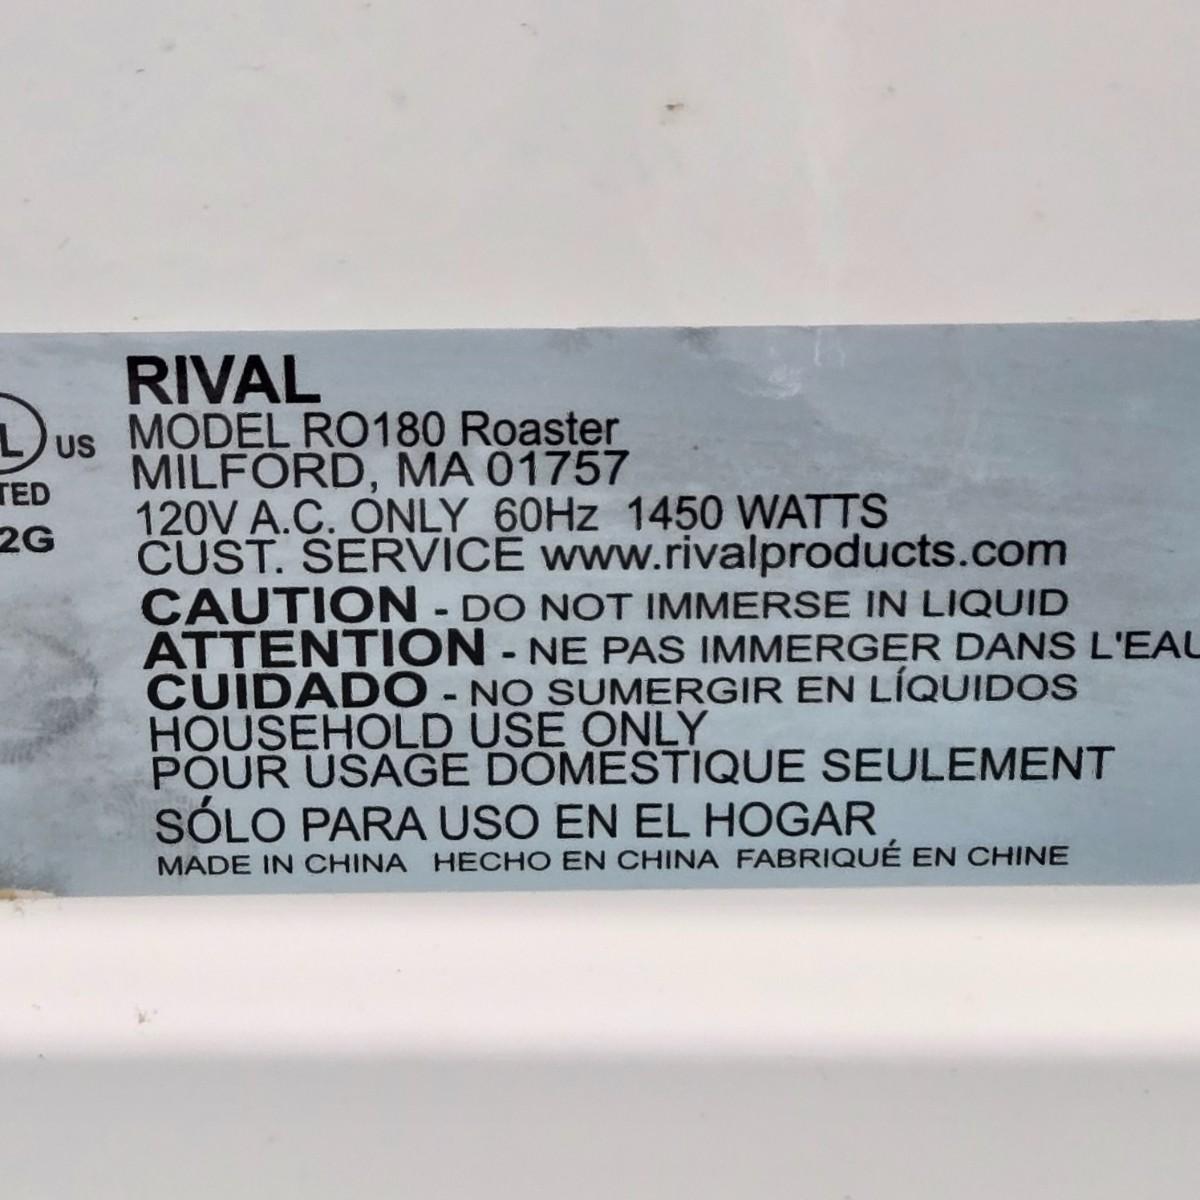 RIVAL
MODEL RO180 Roaster
MILFORD, MA 01757
120V A.C. ONLY 60Hz 1450 WATTS
CUST. SERVICE www.rivalproducts.com
CAUTION - DO NOT IMMERSE IN LIQUID
ATTENTION - NE PAS IMMERGER DANS L'EAU
CUIDADO - NO SUMERGIR EN LÍQUIDOS
HOUSEHOLD USE ONLY
POUR USAGE DOMESTIQUE SEULEMENT
SÓLO PARA USO EN EL HOGAR
MADE IN CHINA HECHO EN CHINA FABRIQUÉ EN CHINE
L US
TED
2G